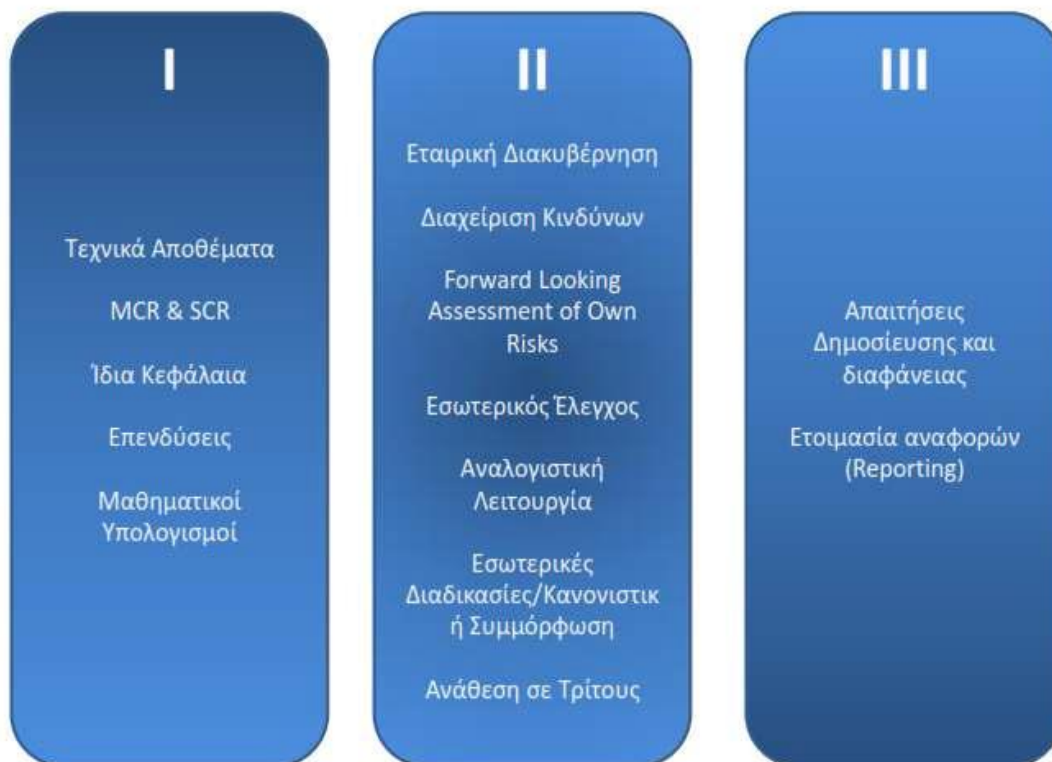 I
Τεχνικά Αποθέματα
MCR & SCR
Ίδια Κεφάλαια
Επενδύσεις
Μαθηματικοί
Υπολογισμοί
II
Εταιρική Διακυβέρνηση
Διαχείριση Κινδύνων
Forward Looking
Assessment of Own
Risks
Εσωτερικός Έλεγχος
Αναλογιστική
Λειτουργία
Εσωτερικές
Διαδικασίες/Κανονιστικ
ή Συμμόρφωση
Ανάθεση σε Τρίτους
III
Απαιτήσεις
Δημοσίευσης και
διαφάνειας
Ετοιμασία αναφορών
(Reporting)